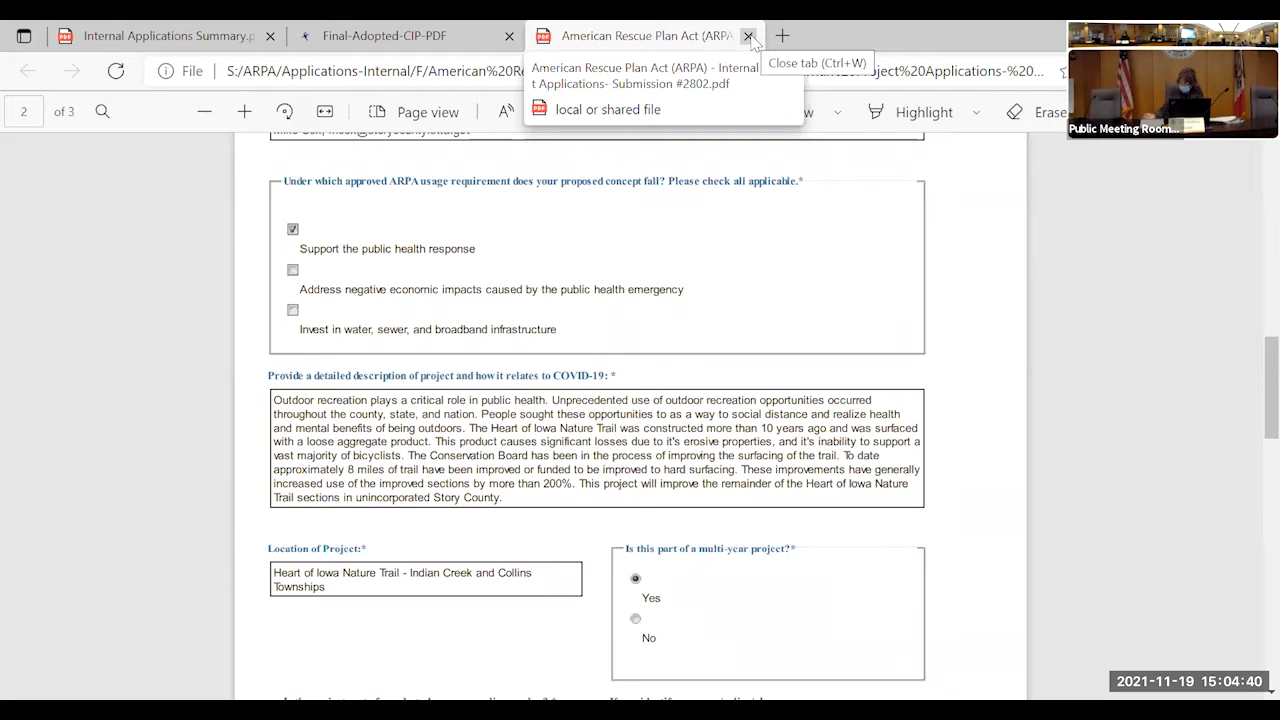 Internal Applications Summary.p
Final-Adopted-CIP-PDF
American Rescue Plan Act (ARPA
File
S:/ARPA/Applications-Internal/F/American%20Re
American Rescue Plan Act (ARPA) - Internal
t Applications- Submission #2802.pdf
local or shared file
Close tab (Ctrl+W)
roject%20Applications-%20...
2
of 3
Page view
Highlight
Erase
Public Meeting Room...
Under which approved ARPA usage requirement does your proposed concept fall? Please check all applicable.*
Support the public health response
Address negative economic impacts caused by the public health emergency
Invest in water, sewer, and broadband infrastructure
Provide a detailed description of project and how it relates to COVID-19: *
Outdoor recreation plays a critical role in public health. Unprecedented use of outdoor recreation opportunities occurred
throughout the county, state, and nation. People sought these opportunities to as a way to social distance and realize health
and mental benefits of being outdoors. The Heart of Iowa Nature Trail was constructed more than 10 years ago and was surfaced
with a loose aggregate product. This product causes significant losses due to it's erosive properties, and it's inability to support a
vast majority of bicyclists. The Conservation Board has been in the process of improving the surfacing of the trail. To date
approximately 8 miles of trail have been improved or funded to be improved to hard surfacing. These improvements have generally
increased use of the improved sections by more than 200%. This project will improve the remainder of the Heart of Iowa Nature
Trail sections in unincorporated Story County.
Location of Project:*
Heart of Iowa Nature Trail - Indian Creek and Collins
Townships
Is this part of a multi-year project?*
Yes
No
2021-11-19 15:04:40